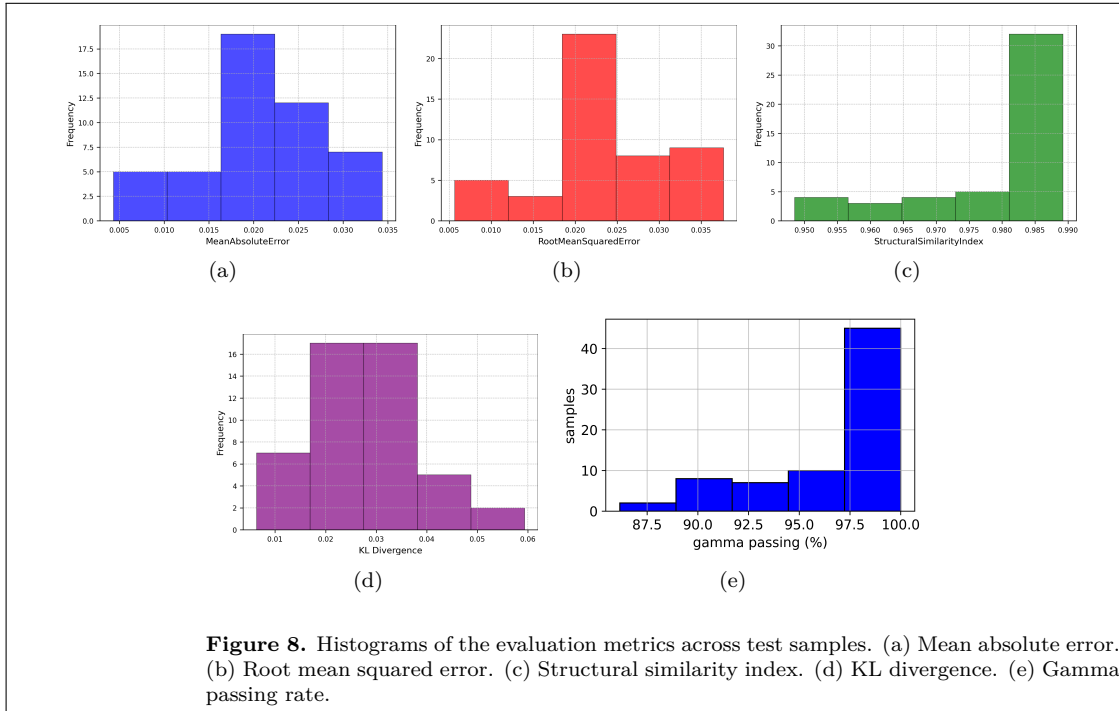 17.5
15.0
12.5
10.0
7.5
5.0
2.5
0.0
Frequency
0.005 0.010 0.015 0.020 0.025 0.030 0.035
MeanAbsoluteError
(a)
20
15
10
5
0
Frequency
0.005 0.010 0.015 0.020 0.025 0.030 0.035
RootMeanSquaredError
(b)
30
25
20
15
10
5
0
Frequency
0.950 0.955 0.960 0.965 0.970 0.975 0.980 0.985 0.990
StructuralSimilarityIndex
(c)
16
14
12
10
8
6
4
2
0
Frequency
0.01 0.02 0.03 0.04 0.05 0.06
KL Divergence
(d)
40
30
20
10
0
samples
87.5 90.0 92.5 95.0 97.5 100.0
gamma passing (%)
(e)
Figure 8. Histograms of the evaluation metrics across test samples. (a) Mean absolute error.
(b) Root mean squared error. (c) Structural similarity index. (d) KL divergence. (e) Gamma
passing rate.